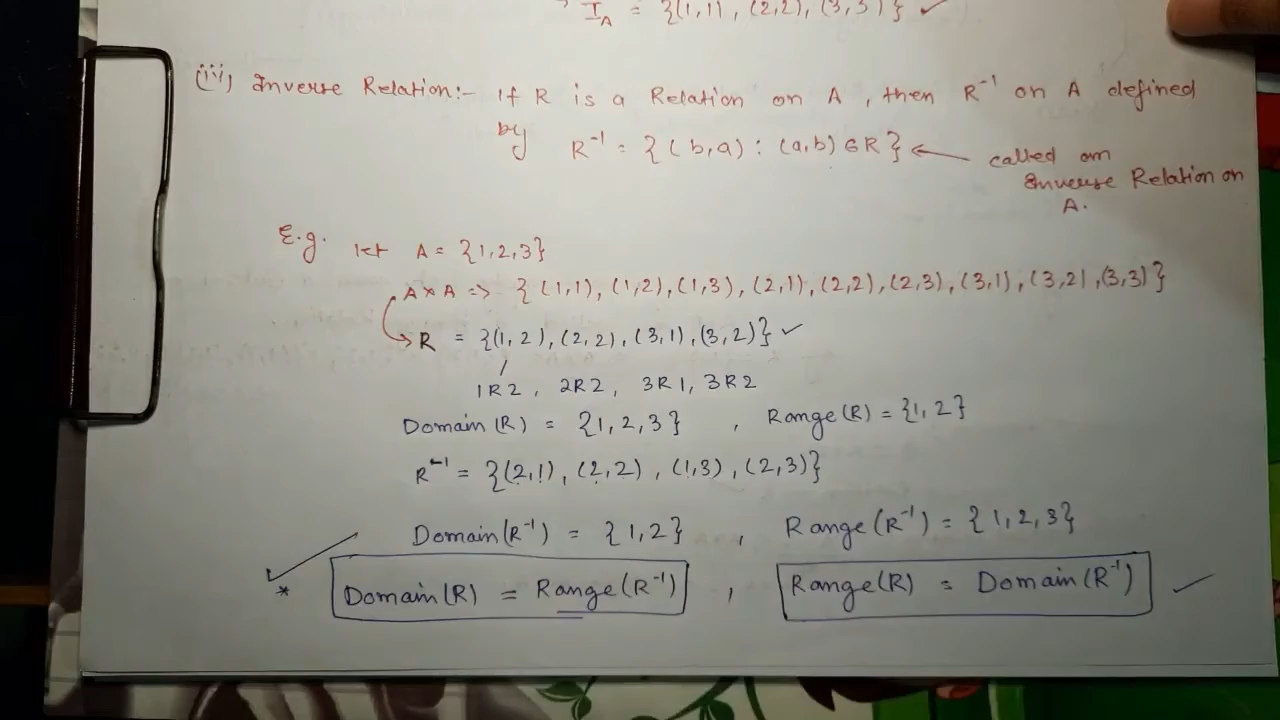 I_A = {(1,1), (2,2), (3,3)} ✓
(iii) Inverse Relation:- If R is a Relation on A, then R⁻¹ on A defined
by R⁻¹ = {(b,a) : (a,b) ∈ R} ← called an
Inverse Relation on
A.
E.g. let A = {1,2,3}
A×A => {(1,1), (1,2), (1,3), (2,1), (2,2), (2,3), (3,1), (3,2), (3,3)}
→ R = {(1,2), (2,2), (3,1), (3,2)} ✓
1R2, 2R2, 3R1, 3R2
Domain(R) = {1,2,3} , Range(R) = {1,2}
R⁻¹ = {(2,1), (2,2), (1,3), (2,3)}
Domain(R⁻¹) = {1,2} , Range(R⁻¹) = {1,2,3}
* Domain(R) = Range(R⁻¹) , Range(R) = Domain(R⁻¹) ✓